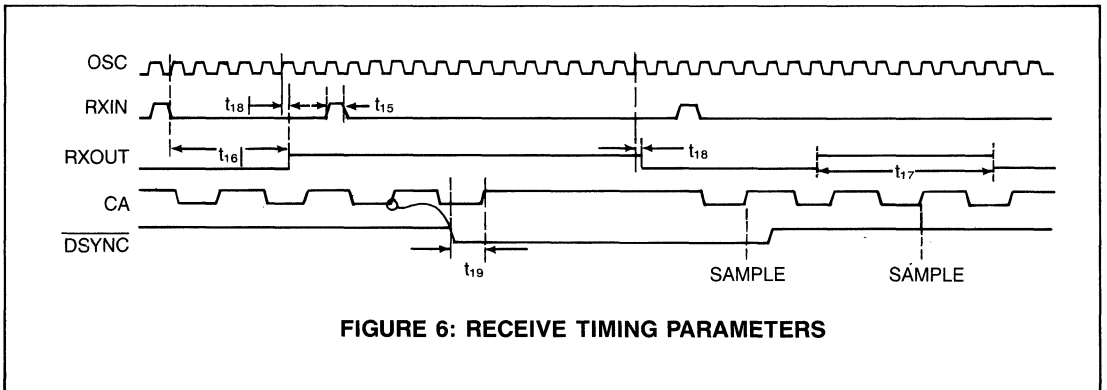 OSC
RXIN
t18
t15
RXOUT
t16
t18
t17
CA
DSYNC
t19
SAMPLE
SAMPLE
FIGURE 6: RECEIVE TIMING PARAMETERS